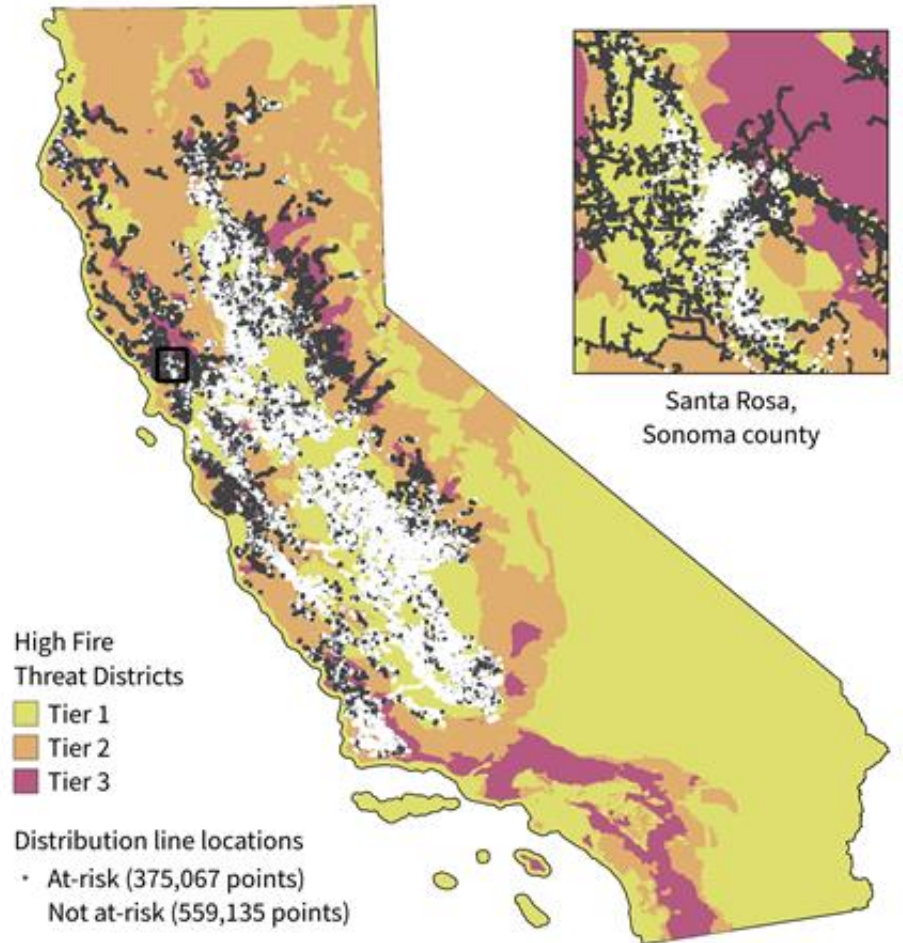 Santa Rosa,
Sonoma county
High Fire
Threat Districts
Tier 1
Tier 2
Tier 3
Distribution line locations
At-risk (375,067 points)
Not at-risk (559,135 points)